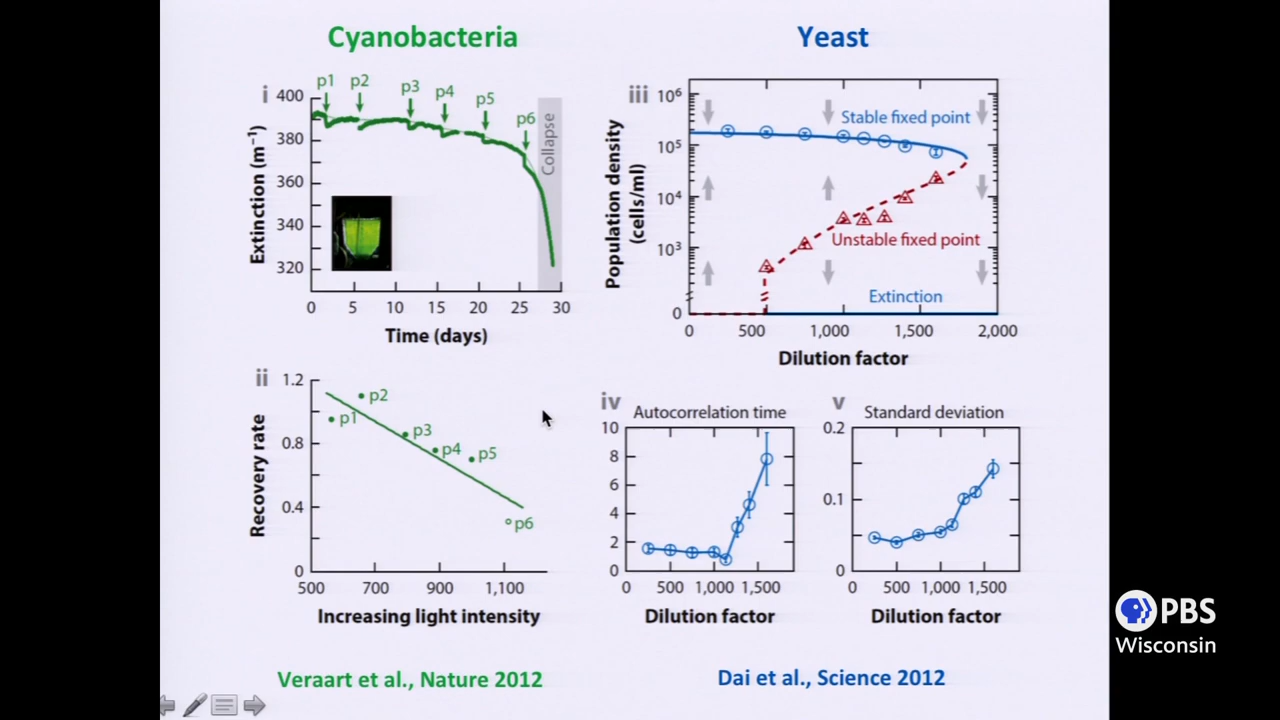 Cyanobacteria
Yeast
i
p1
p2
p3
p4
p5
p6
Collapse
400
380
360
340
320
Extinction (m⁻¹)
0 5 10 15 20 25 30
Time (days)
ii
1.2
0.8
0.4
0
Recovery rate
p1
p2
p3
p4
p5
p6
500 700 900 1,100
Increasing light intensity
Veraart et al., Nature 2012
iii
10⁶
10⁵
10⁴
10³
0
Population density
(cells/ml)
Stable fixed point
Unstable fixed point
Extinction
0 500 1,000 1,500 2,000
Dilution factor
iv
Autocorrelation time
10
8
6
4
2
0
0 500 1,000 1,500
Dilution factor
v
Standard deviation
0.2
0.1
0
0 500 1,000 1,500
Dilution factor
Dai et al., Science 2012
PBS
Wisconsin